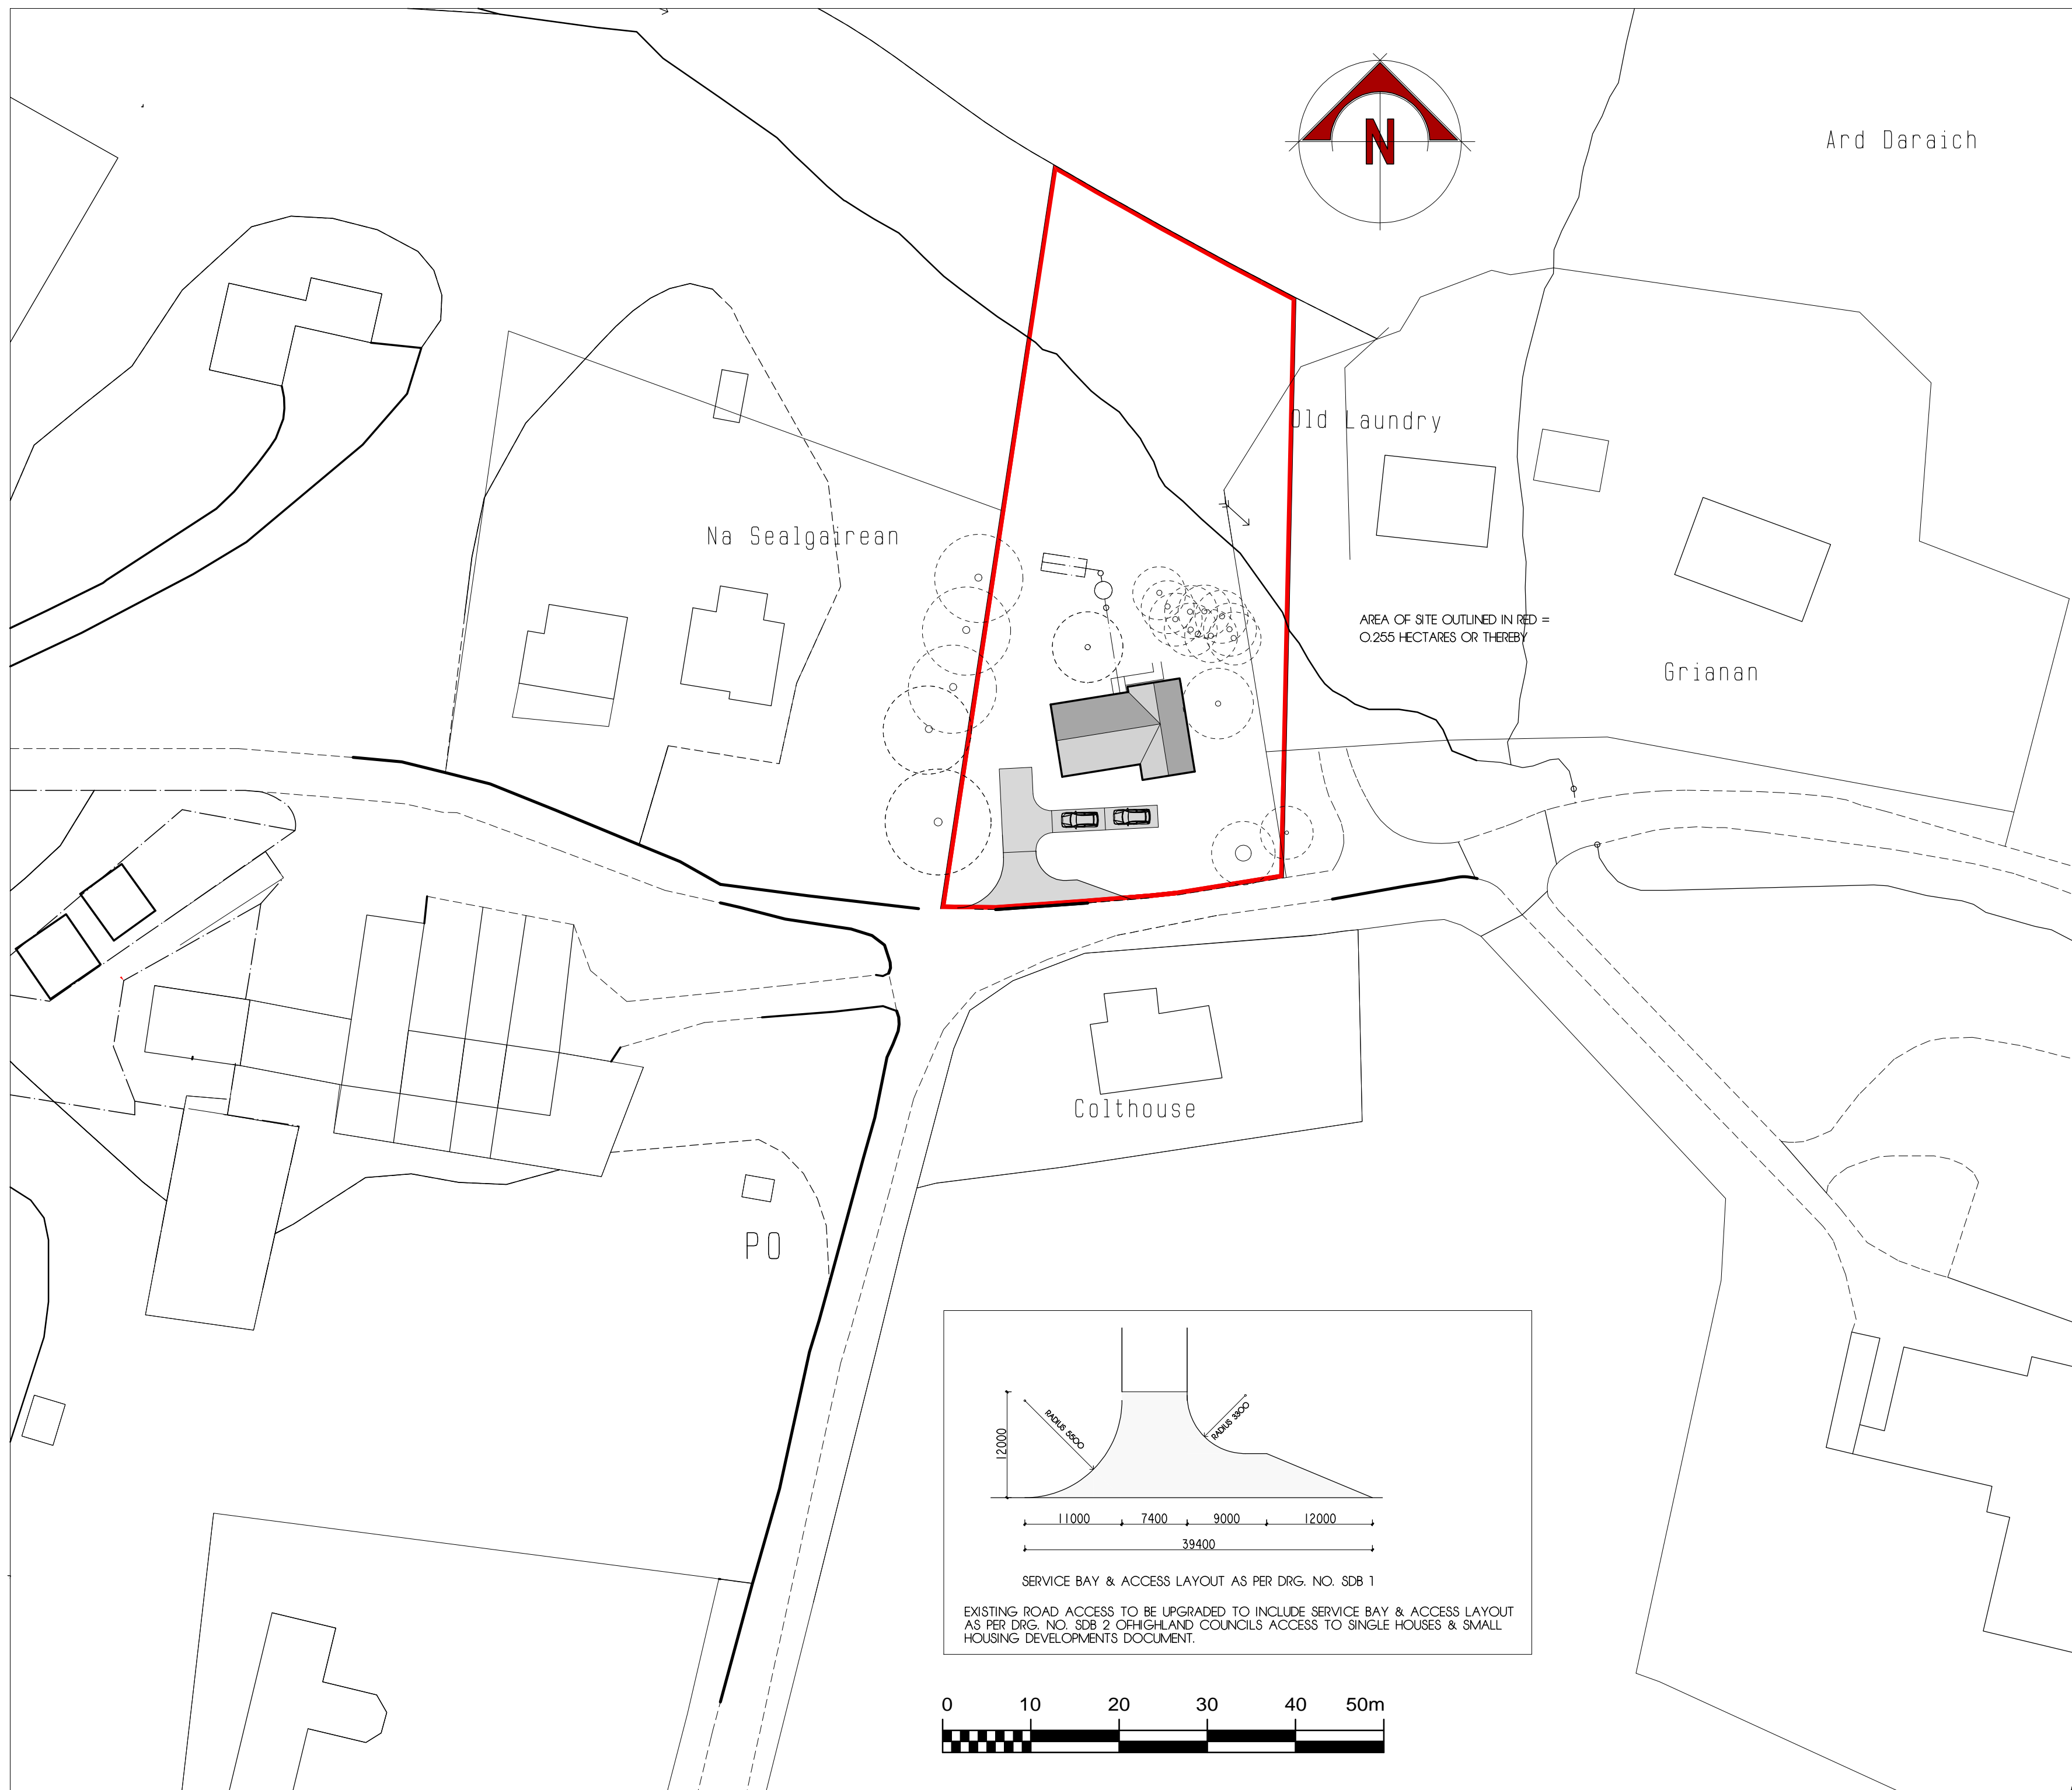 N
Ard Daraich
Old Laundry
Na Sealgairean
AREA OF SITE OUTLINED IN RED =
0.255 HECTARES OR THEREBY
Grianan
Colthouse
PO
RADIUS 5500
RADIUS 3300
12000
11000 7400 9000 12000
39400
SERVICE BAY & ACCESS LAYOUT AS PER DRG. NO. SDB 1
EXISTING ROAD ACCESS TO BE UPGRADED TO INCLUDE SERVICE BAY & ACCESS LAYOUT
AS PER DRG. NO. SDB 2 OFHIGHLAND COUNCILS ACCESS TO SINGLE HOUSES & SMALL
HOUSING DEVELOPMENTS DOCUMENT.
0 10 20 30 40 50m